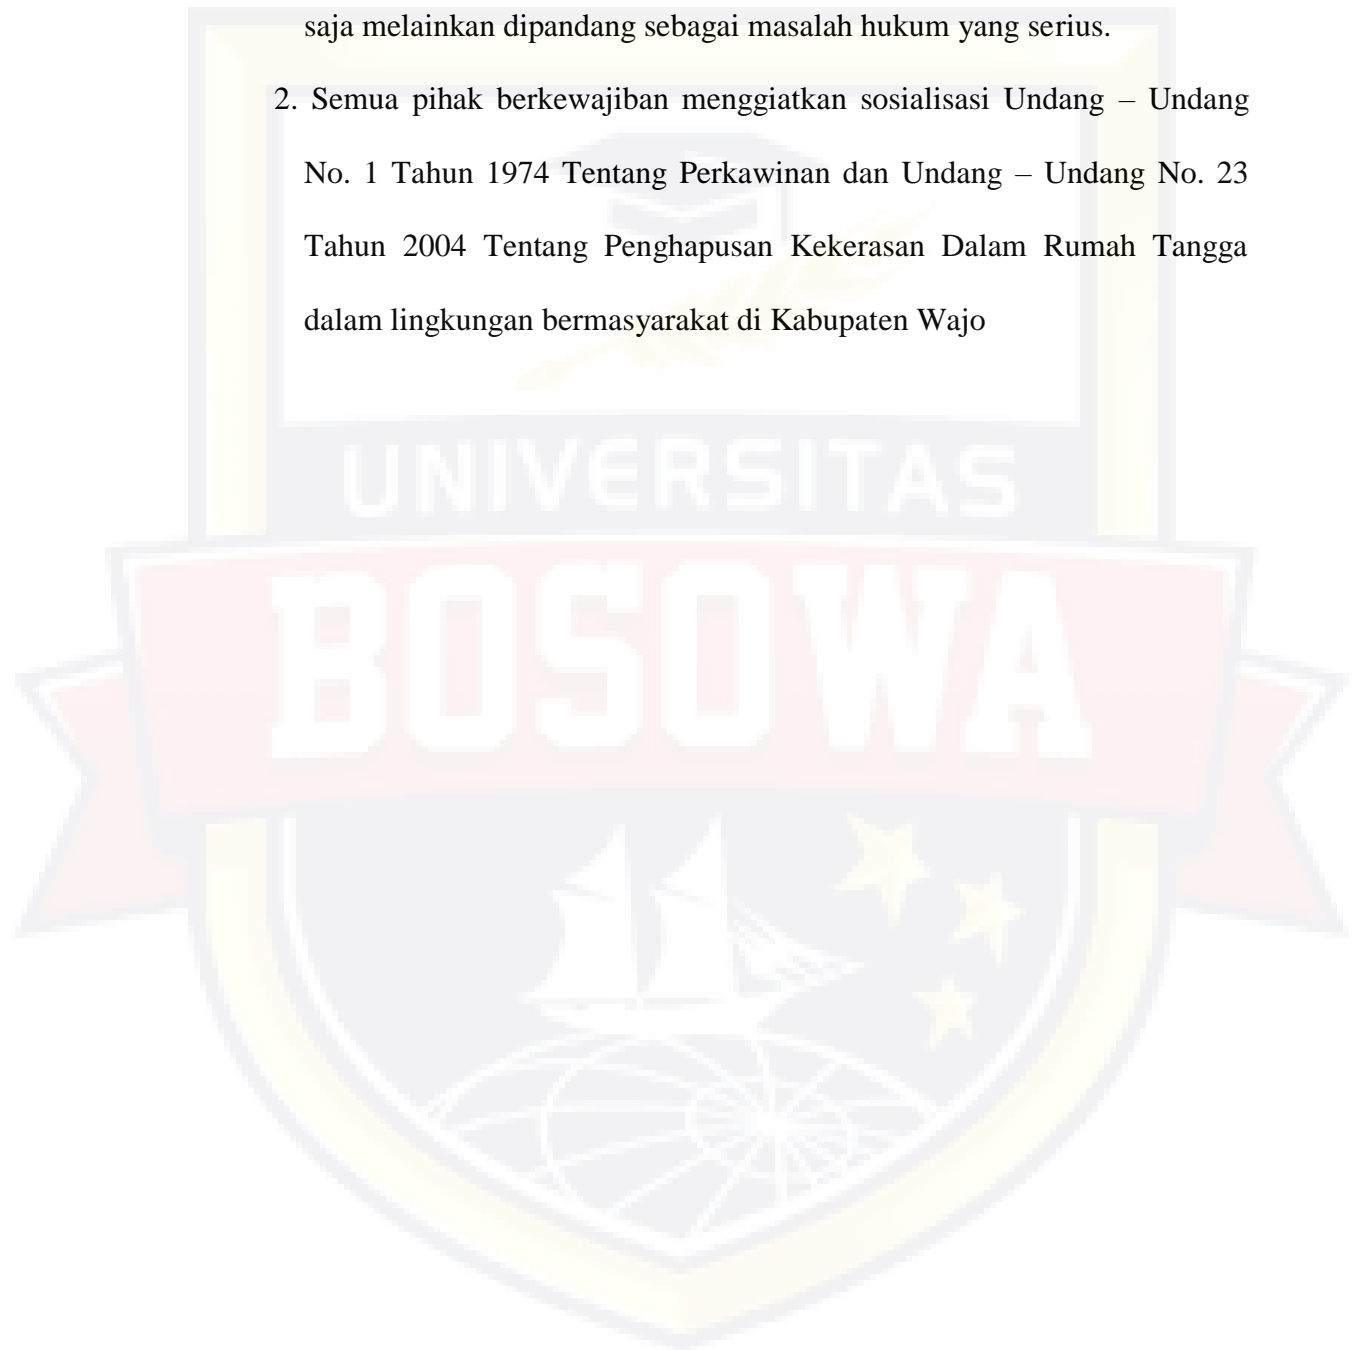 saja melainkan dipandang sebagai masalah hukum yang serius.
2. Semua pihak berkewajiban menggiatkan sosialisasi Undang – Undang
No. 1 Tahun 1974 Tentang Perkawinan dan Undang – Undang No. 23
Tahun 2004 Tentang Penghapusan Kekerasan Dalam Rumah Tangga
dalam lingkungan bermasyarakat di Kabupaten Wajo
UNIVERSITAS
BOSOWA